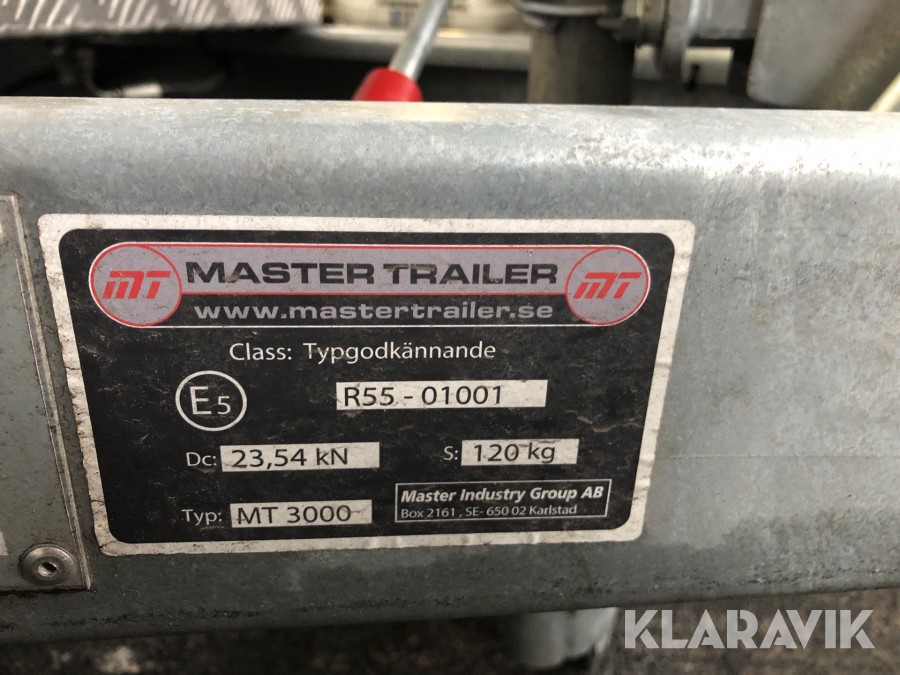 MT MASTER TRAILER MT
www.mastertrailer.se
Class: Typgodkännande
E5 R55 - 01001
Dc: 23,54 kN S: 120 kg
Typ: MT 3000
Master Industry Group AB
Box 2161 , SE- 650 02 Karlstad
KLARAVIK